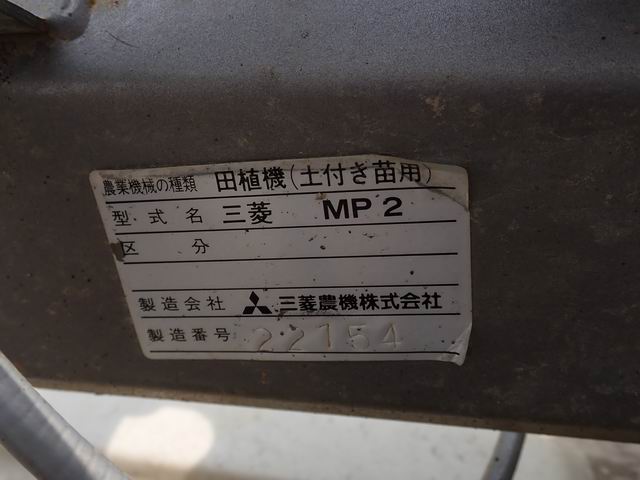 農業機械の種類 田植機(土付き苗用)
型式名 三菱 MP2
区分
製造会社 三菱農機株式会社
製造番号 22154